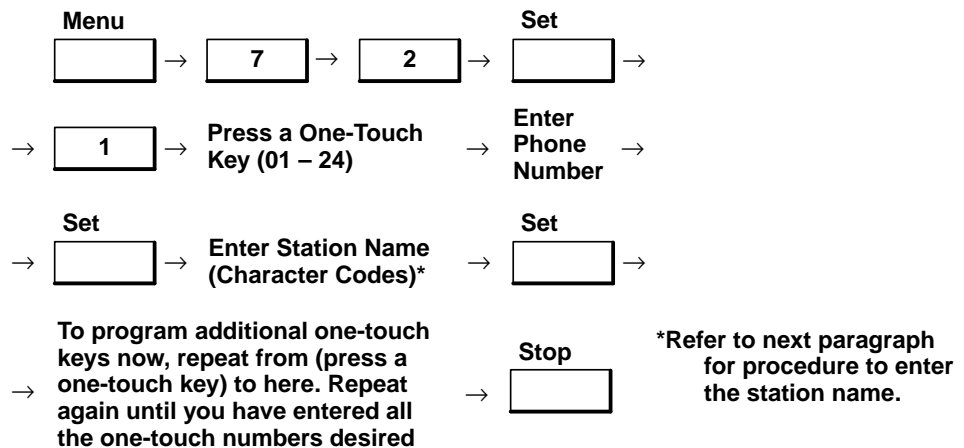 Menu
Set
→ 7 → 2 → →
→ 1 → Press a One-Touch Key (01 – 24) → Enter Phone Number →
Set
Set
→ → Enter Station Name (Character Codes)* → →
→ To program additional one-touch
keys now, repeat from (press a
one-touch key) to here. Repeat
again until you have entered all
the one-touch numbers desired
→ Stop
*Refer to next paragraph
for procedure to enter
the station name.